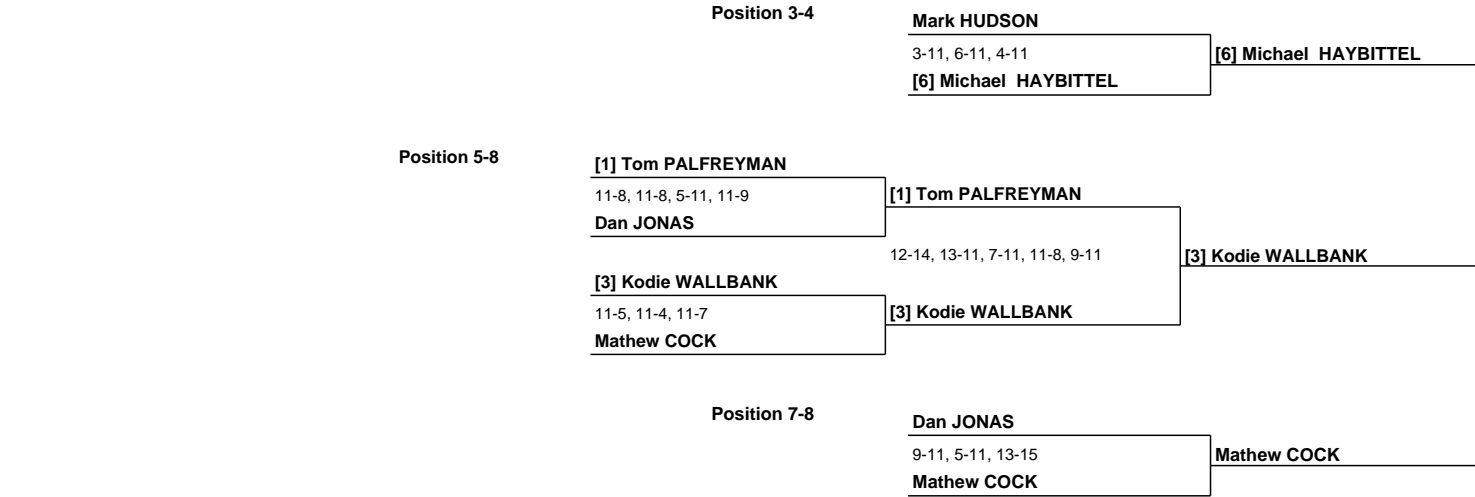 Position 3-4
Mark HUDSON
3-11, 6-11, 4-11
[6] Michael  HAYBITTEL
[6] Michael  HAYBITTEL
Position 5-8
[1] Tom PALFREYMAN
11-8, 11-8, 5-11, 11-9
[1] Tom PALFREYMAN
Dan JONAS
12-14, 13-11, 7-11, 11-8, 9-11
[3] Kodie WALLBANK
[3] Kodie WALLBANK
11-5, 11-4, 11-7
[3] Kodie WALLBANK
Mathew COCK
Position 7-8
Dan JONAS
9-11, 5-11, 13-15
Mathew COCK
Mathew COCK